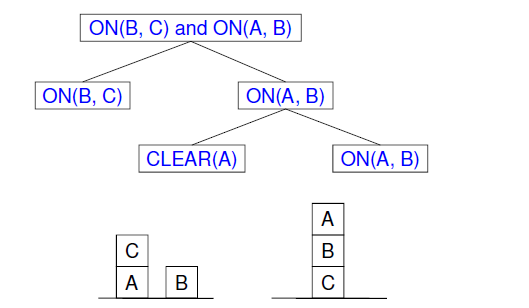 ON(B, C) and ON(A, B)
ON(B, C)
ON(A, B)
CLEAR(A)
ON(A, B)
A
C
B
A
B
C